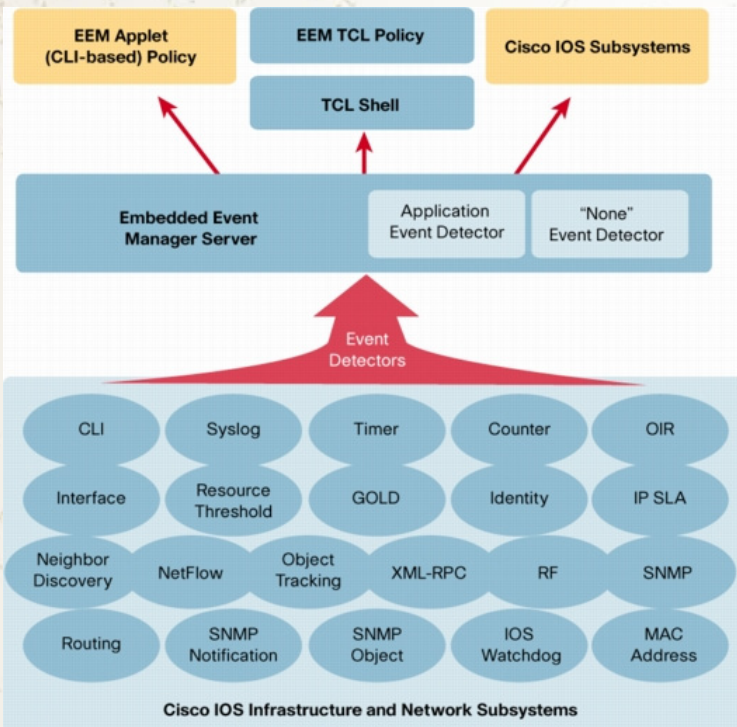 EEM Applet
(CLI-based) Policy
EEM TCL Policy
Cisco IOS Subsystems
TCL Shell
Embedded Event
Manager Server
Application
Event Detector
“None”
Event Detector
Event
Detectors
CLI
Syslog
Timer
Counter
OIR
Interface
Resource
Threshold
GOLD
Identity
IP SLA
Neighbor
Discovery
NetFlow
Object
Tracking
XML-RPC
RF
SNMP
Routing
SNMP
Notification
SNMP
Object
IOS
Watchdog
MAC
Address
Cisco IOS Infrastructure and Network Subsystems